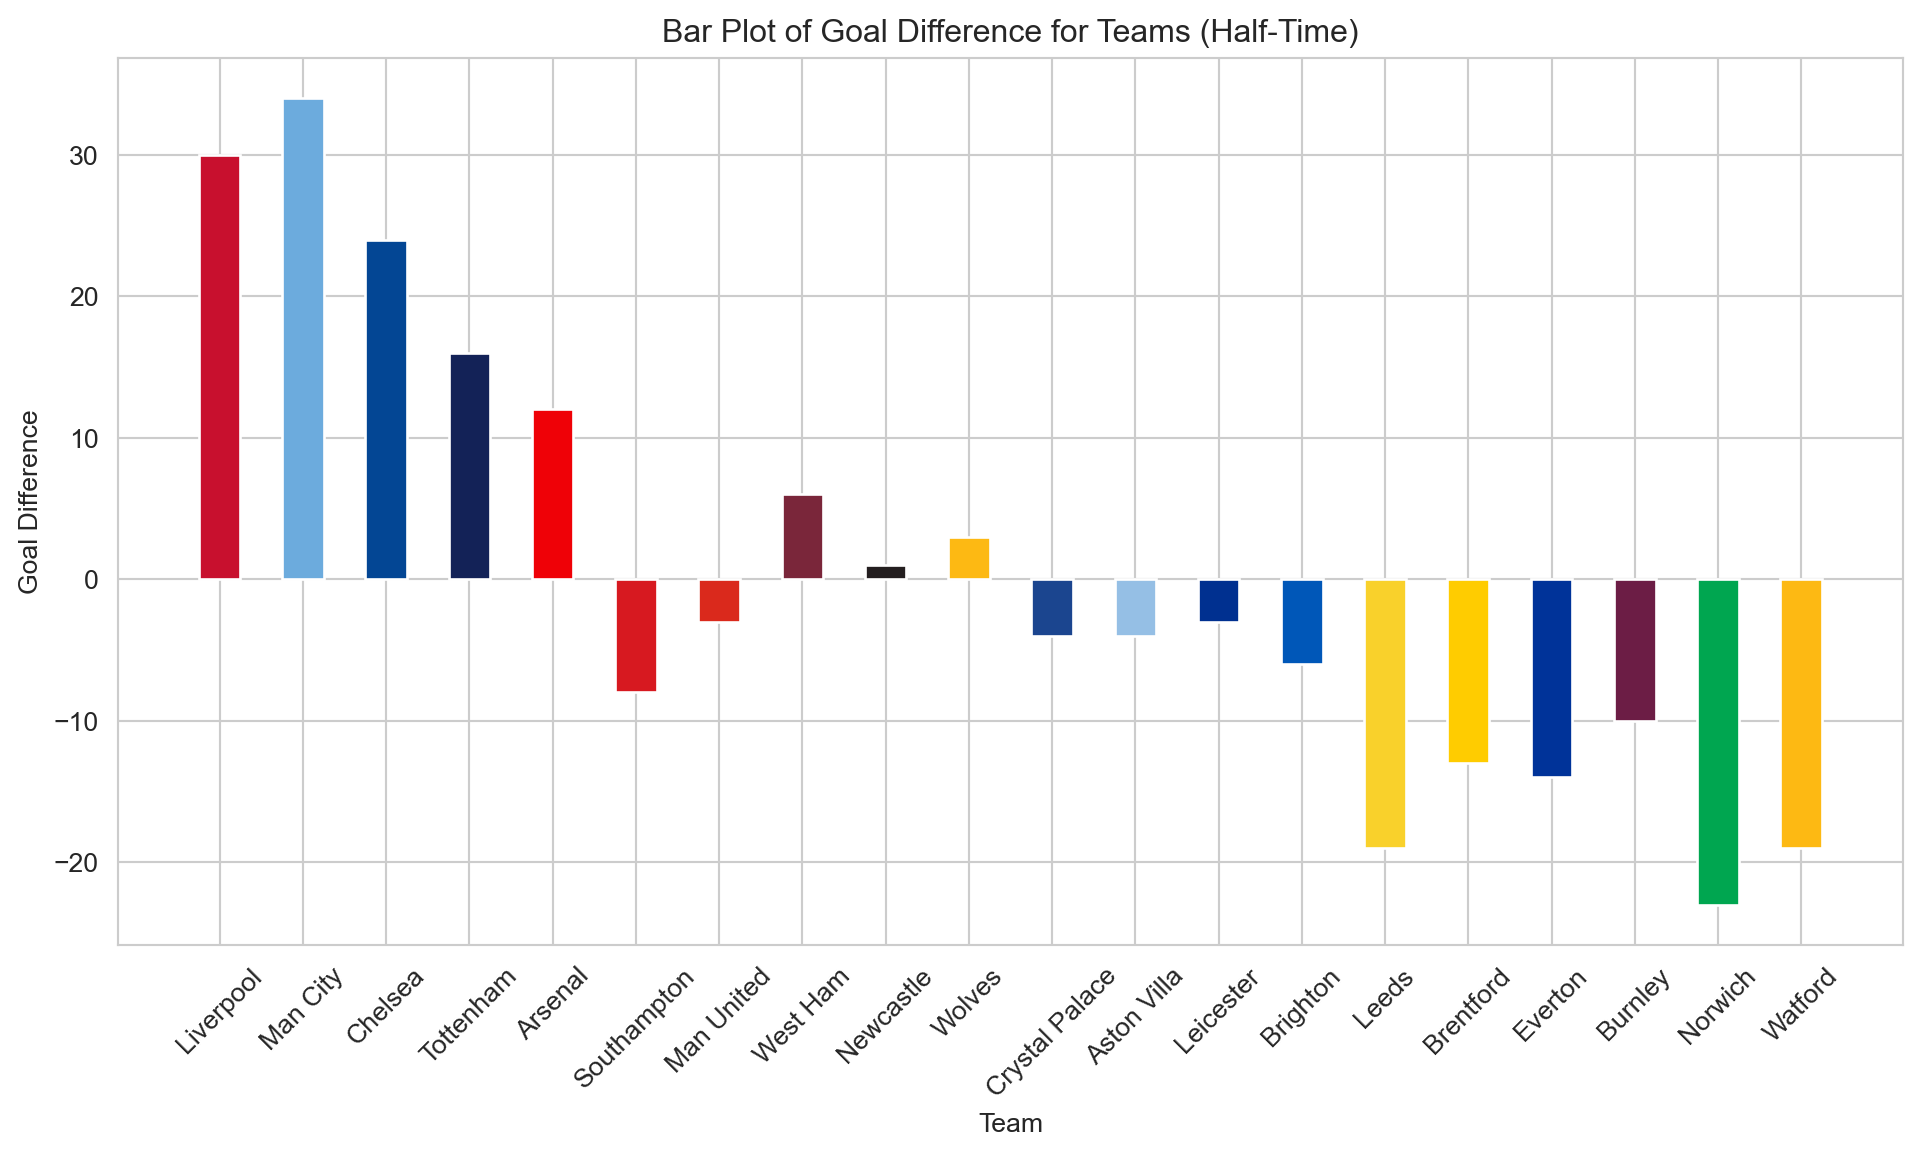 Bar Plot of Goal Difference for Teams (Half-Time)
Goal Difference
30
20
10
0
−10
−20
Liverpool
Man City
Chelsea
Tottenham
Arsenal
Southampton
Man United
West Ham
Newcastle
Wolves
Crystal Palace
Aston Villa
Leicester
Brighton
Leeds
Brentford
Everton
Burnley
Norwich
Watford
Team